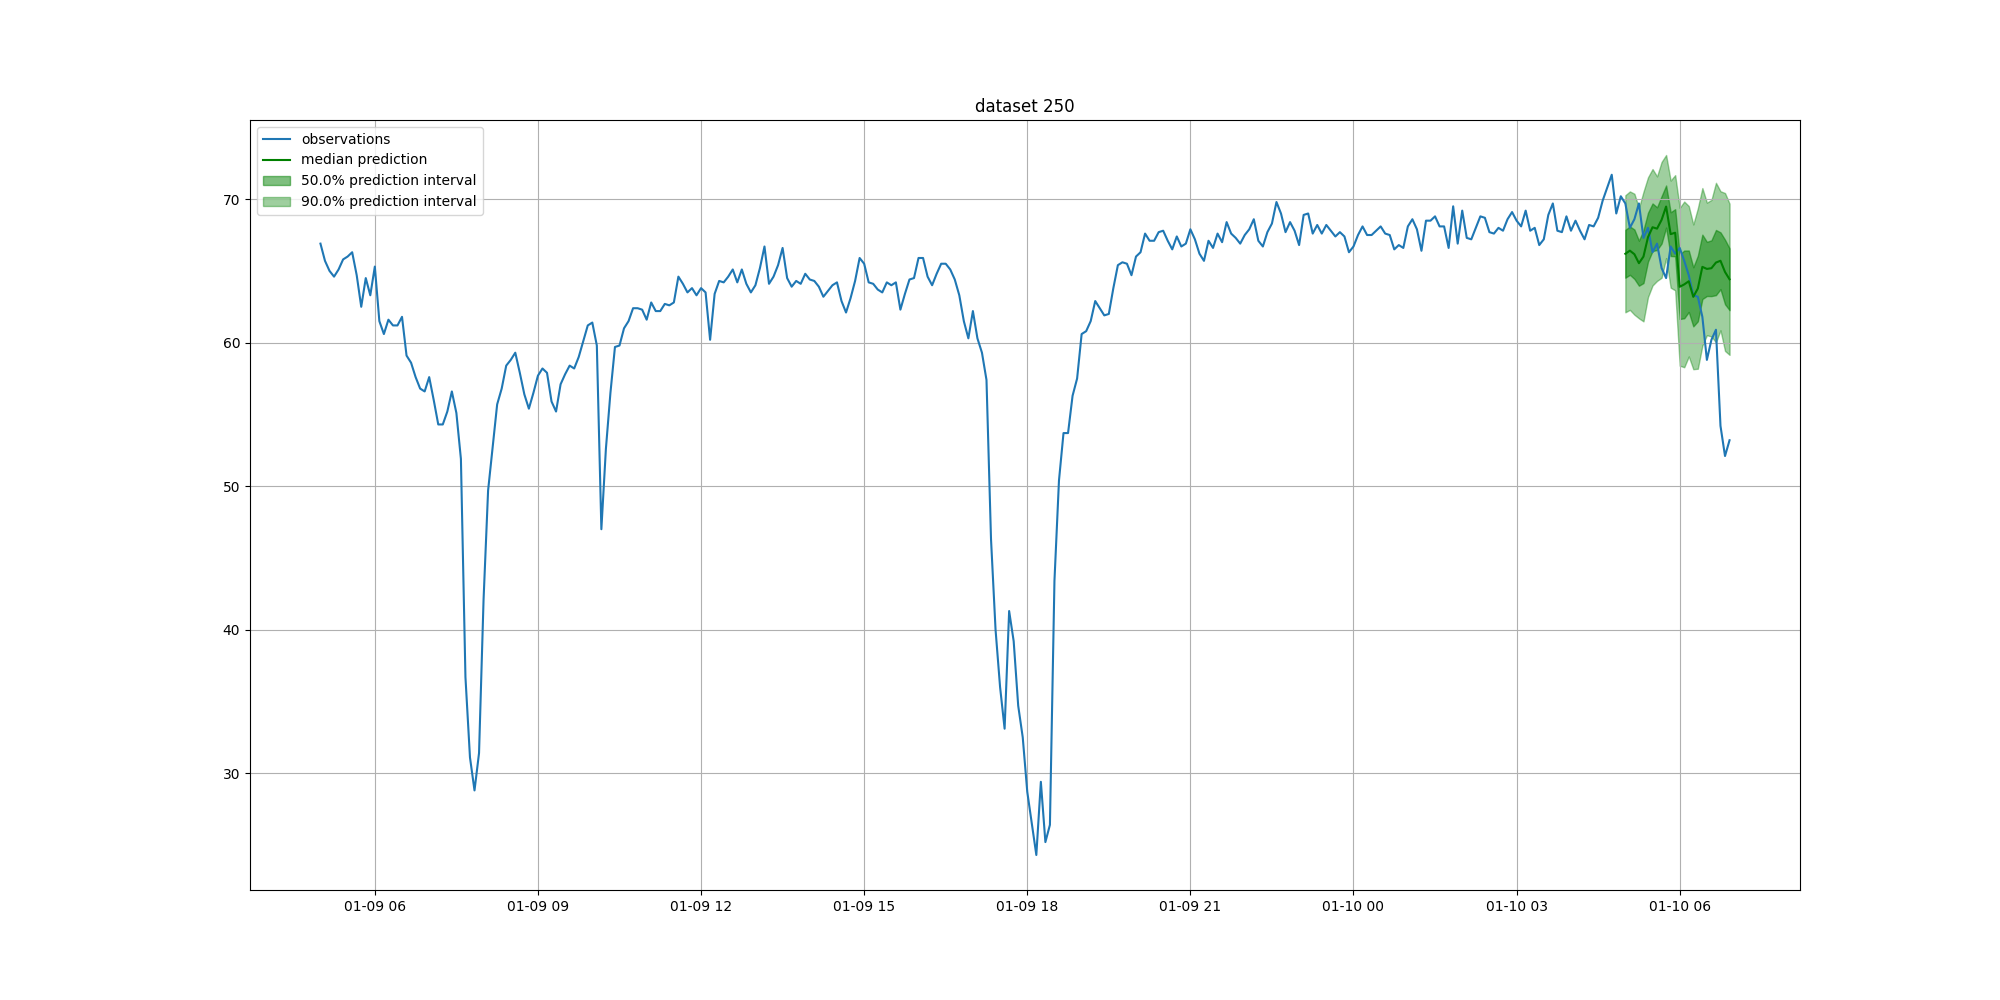 dataset 250
observations
median prediction
50.0% prediction interval
90.0% prediction interval
70
60
50
40
30
01-09 06
01-09 09
01-09 12
01-09 15
01-09 18
01-09 21
01-10 00
01-10 03
01-10 06